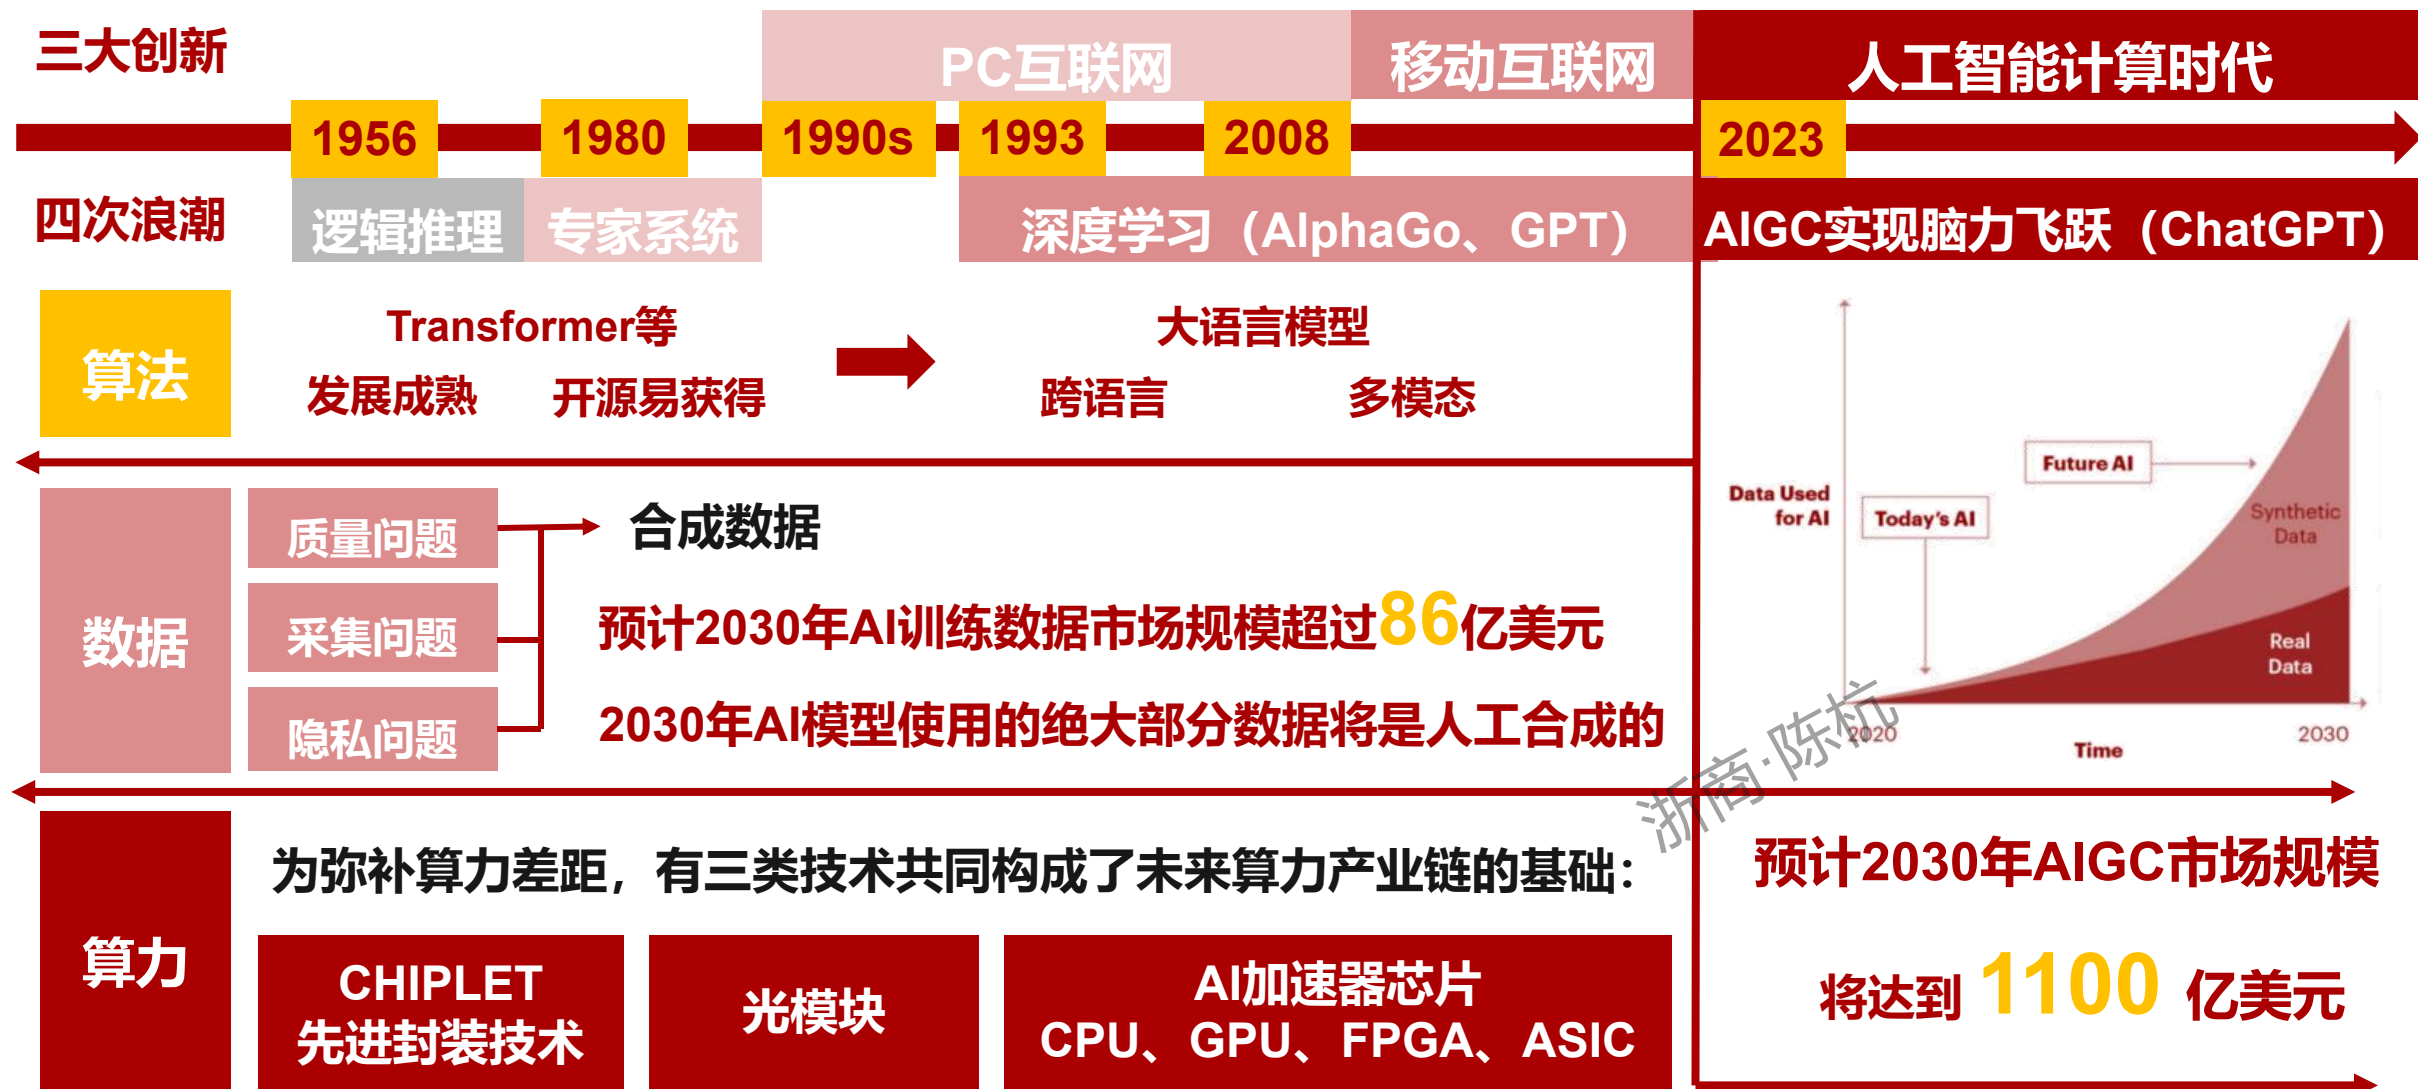 三大创新
PC互联网
移动互联网
人工智能计算时代
1956
1980
1990s
1993
2008
2023
四次浪潮
逻辑推理
专家系统
深度学习（AlphaGo、GPT）
AIGC实现脑力飞跃（ChatGPT）
算法
Transformer等
发展成熟
开源易获得
大语言模型
跨语言
多模态
数据
质量问题
采集问题
隐私问题
合成数据
预计2030年AI训练数据市场规模超过86亿美元
2030年AI模型使用的绝大部分数据将是人工合成的
Data Used
for AI
Today's AI
Future AI
Synthetic
Data
Real
Data
2020
Time
2030
浙商·陈杭
算力
为弥补算力差距，有三类技术共同构成了未来算力产业链的基础：
CHIPLET
先进封装技术
光模块
AI加速器芯片
CPU、GPU、FPGA、ASIC
预计2030年AIGC市场规模
将达到 1100 亿美元